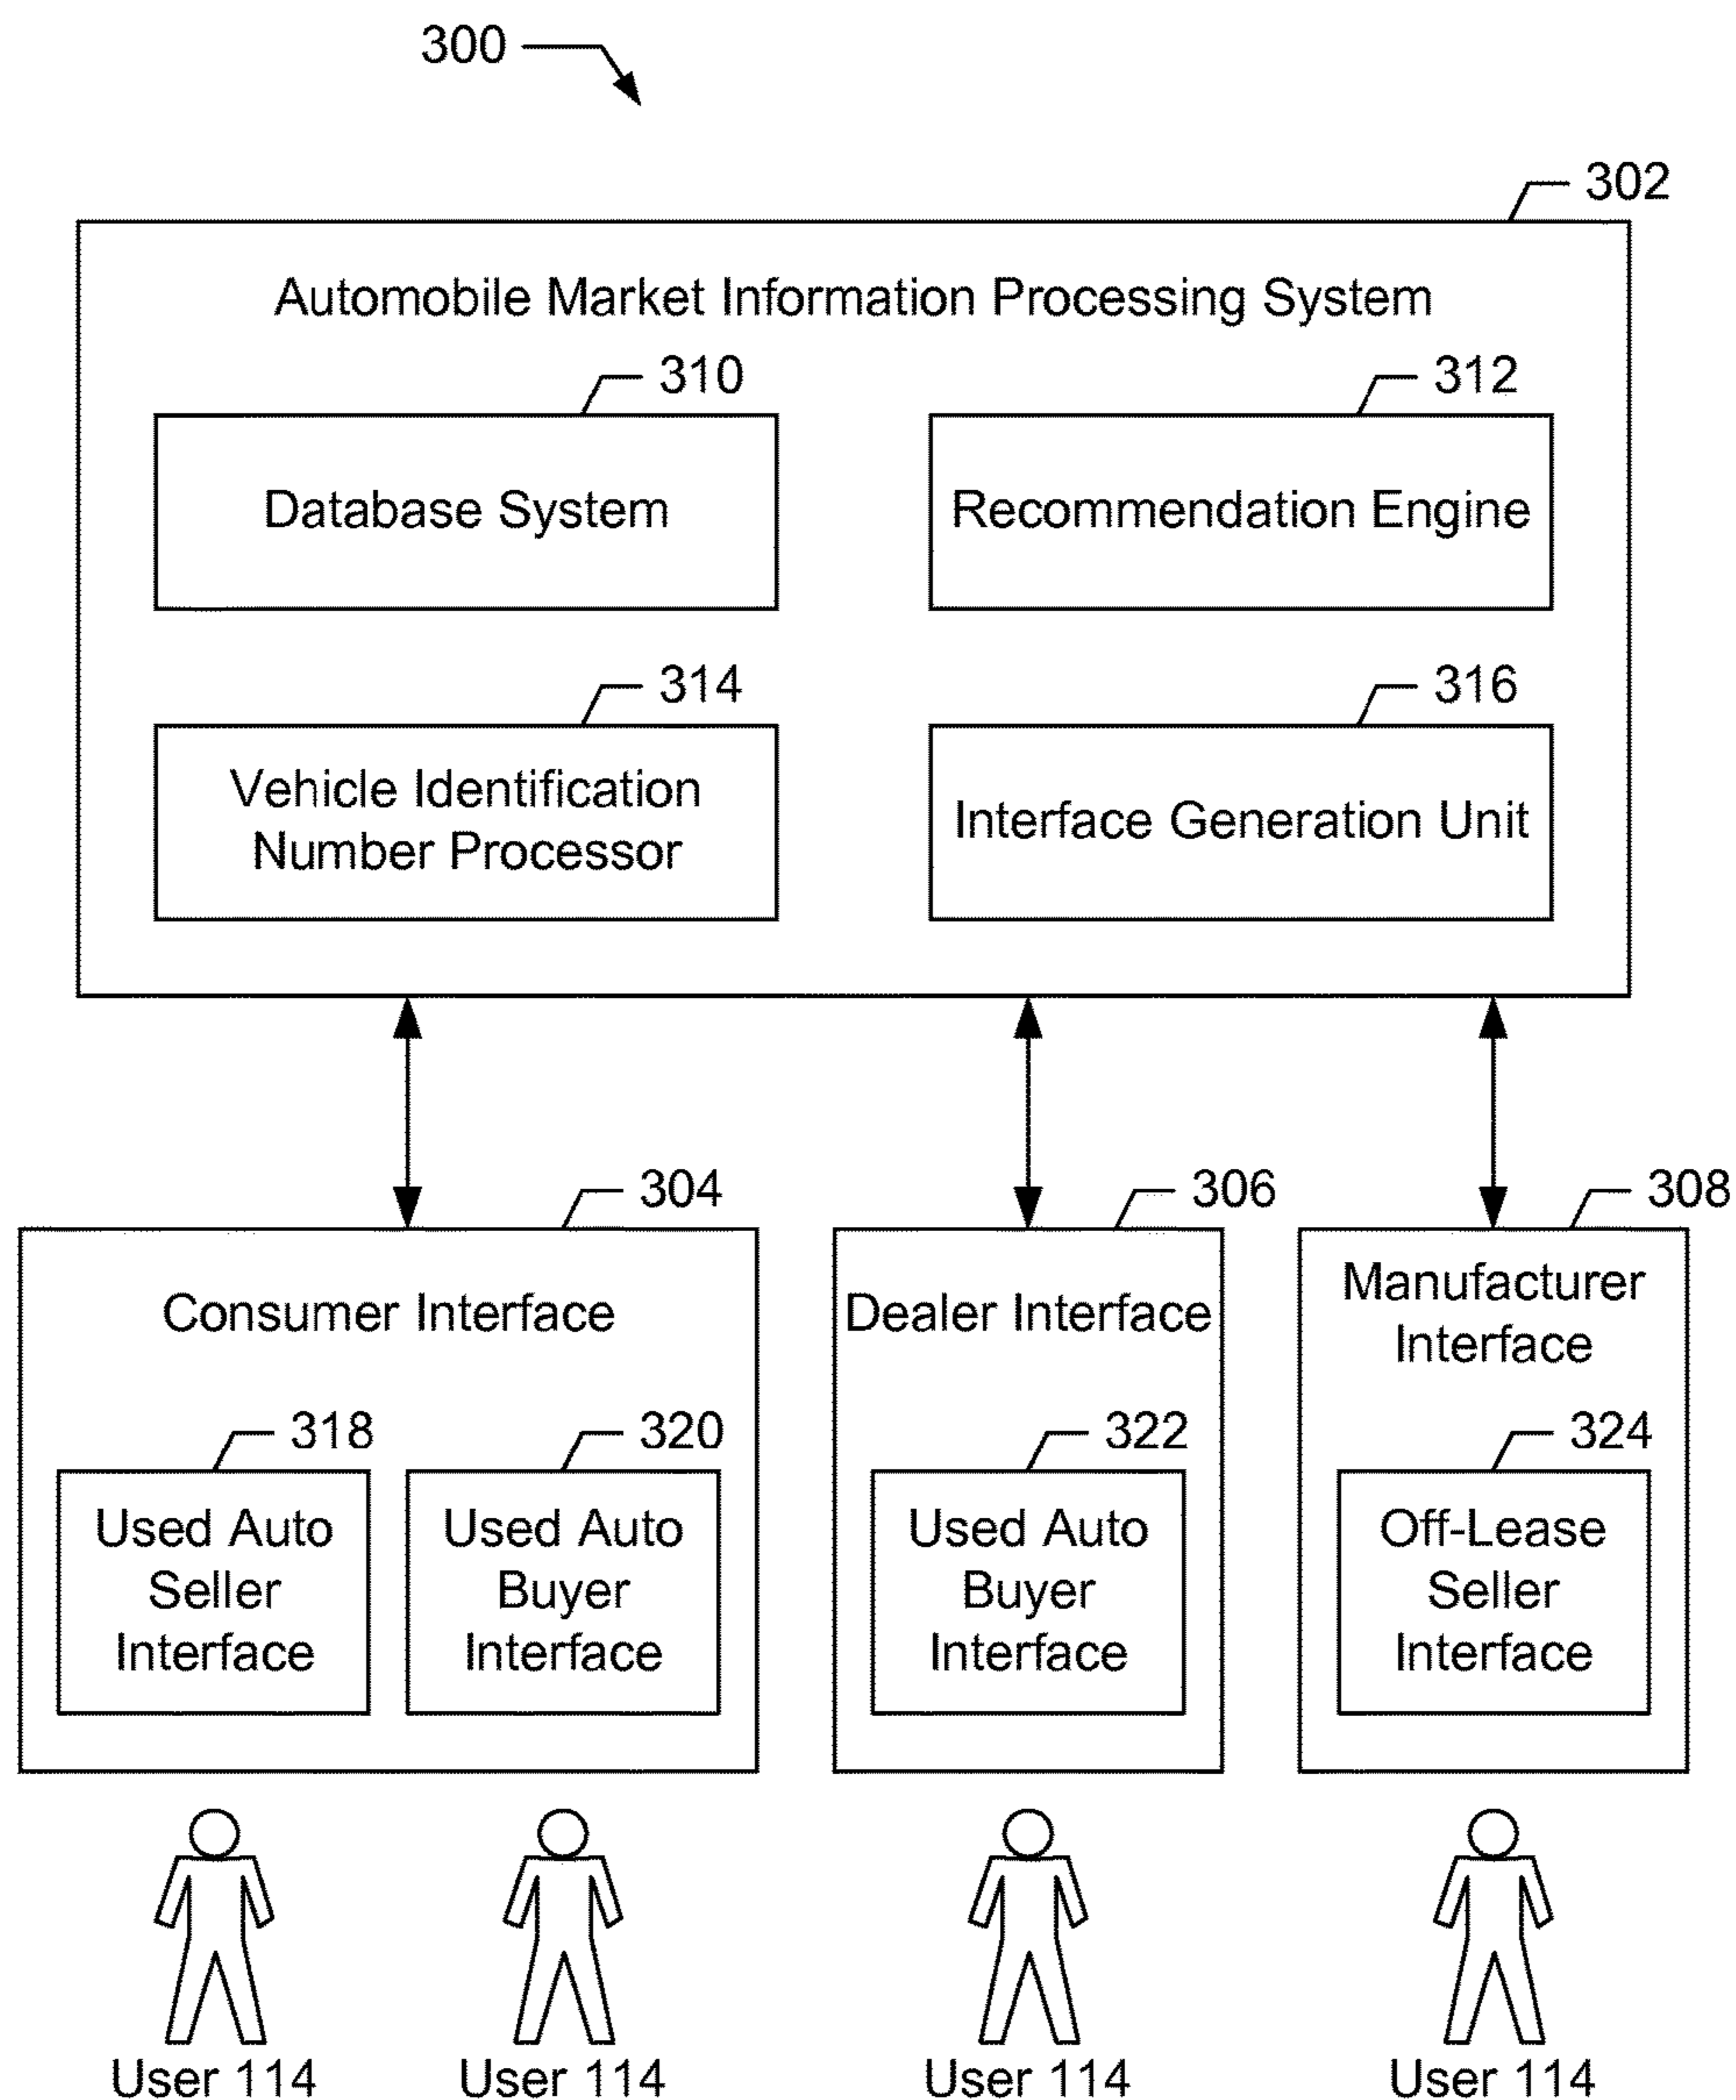 300
302
Automobile Market Information Processing System
310
312
Database System
Recommendation Engine
314
316
Vehicle Identification
Number Processor
Interface Generation Unit
304
306
308
Consumer Interface
Dealer Interface
Manufacturer
Interface
318
320
322
324
Used Auto
Seller
Interface
Used Auto
Buyer
Interface
Used Auto
Buyer
Interface
Off-Lease
Seller
Interface
User 114
User 114
User 114
User 114